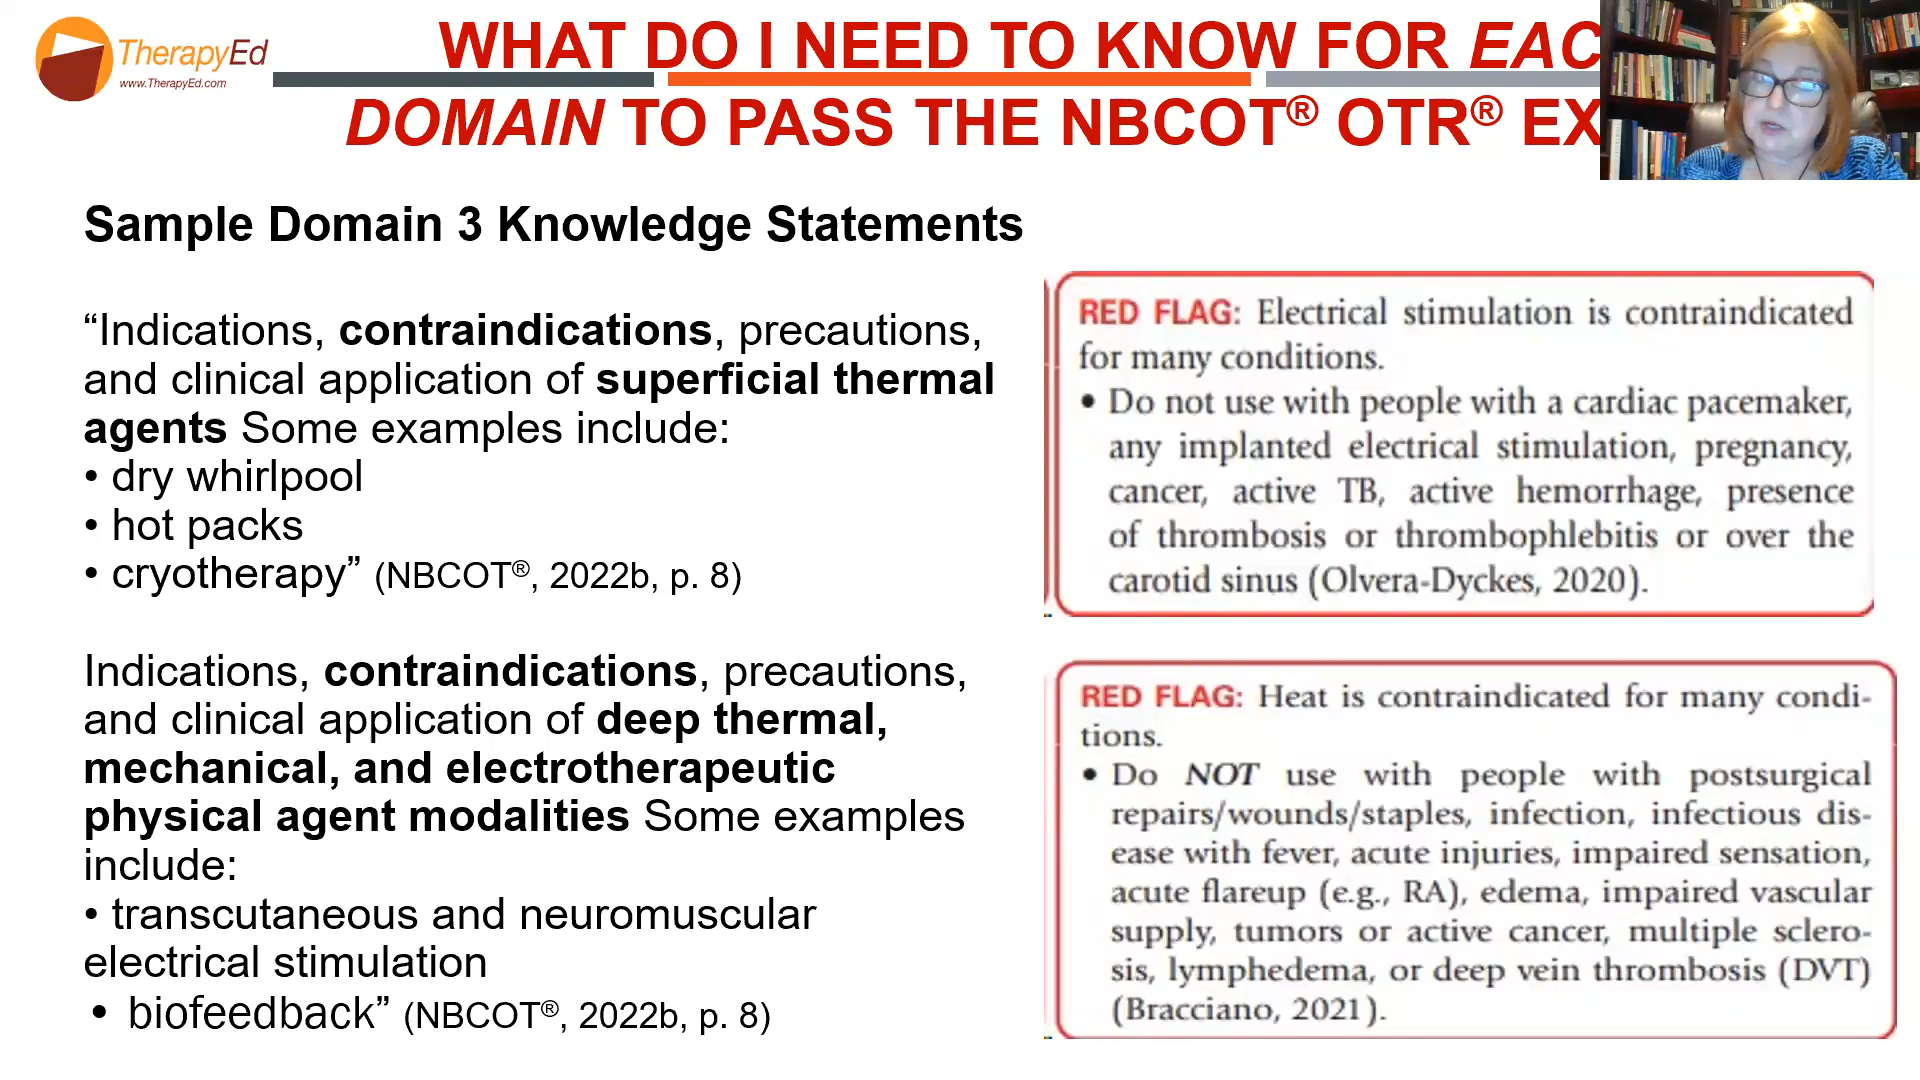 TherapyEd
www.TherapyEd.com
WHAT DO I NEED TO KNOW FOR EAC
DOMAIN TO PASS THE NBCOT® OTR® EX
Sample Domain 3 Knowledge Statements
“Indications, contraindications, precautions,
and clinical application of superficial thermal
agents Some examples include:
• dry whirlpool
• hot packs
• cryotherapy” (NBCOT®, 2022b, p. 8)
Indications, contraindications, precautions,
and clinical application of deep thermal,
mechanical, and electrotherapeutic
physical agent modalities Some examples
include:
• transcutaneous and neuromuscular
electrical stimulation
• biofeedback” (NBCOT®, 2022b, p. 8)
RED FLAG: Electrical stimulation is contraindicated
for many conditions.
• Do not use with people with a cardiac pacemaker,
any implanted electrical stimulation, pregnancy,
cancer, active TB, active hemorrhage, presence
of thrombosis or thrombophlebitis or over the
carotid sinus (Olvera-Dyckes, 2020).
RED FLAG: Heat is contraindicated for many condi-
tions.
• Do NOT use with people with postsurgical
repairs/wounds/staples, infection, infectious dis-
ease with fever, acute injuries, impaired sensation,
acute flareup (e.g., RA), edema, impaired vascular
supply, tumors or active cancer, multiple sclero-
sis, lymphedema, or deep vein thrombosis (DVT)
(Bracciano, 2021).